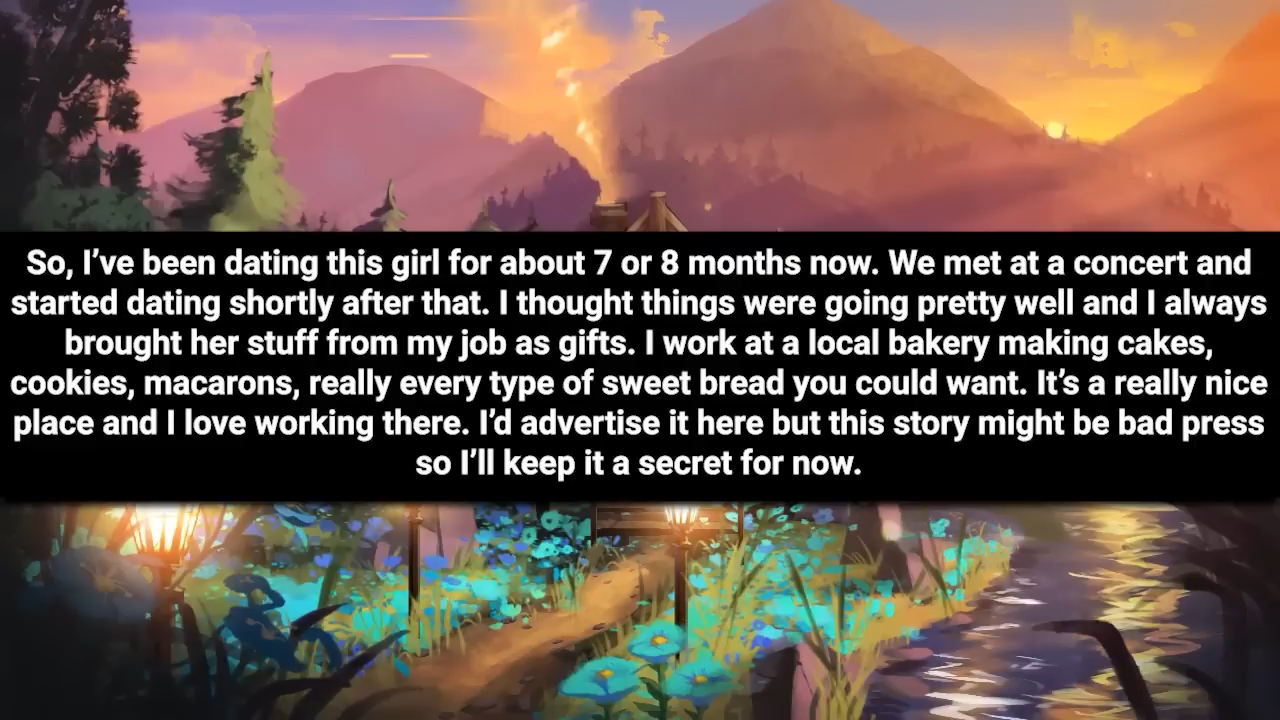 So, I’ve been dating this girl for about 7 or 8 months now. We met at a concert and
started dating shortly after that. I thought things were going pretty well and I always
brought her stuff from my job as gifts. I work at a local bakery making cakes,
cookies, macarons, really every type of sweet bread you could want. It’s a really nice
place and I love working there. I’d advertise it here but this story might be bad press
so I’ll keep it a secret for now.